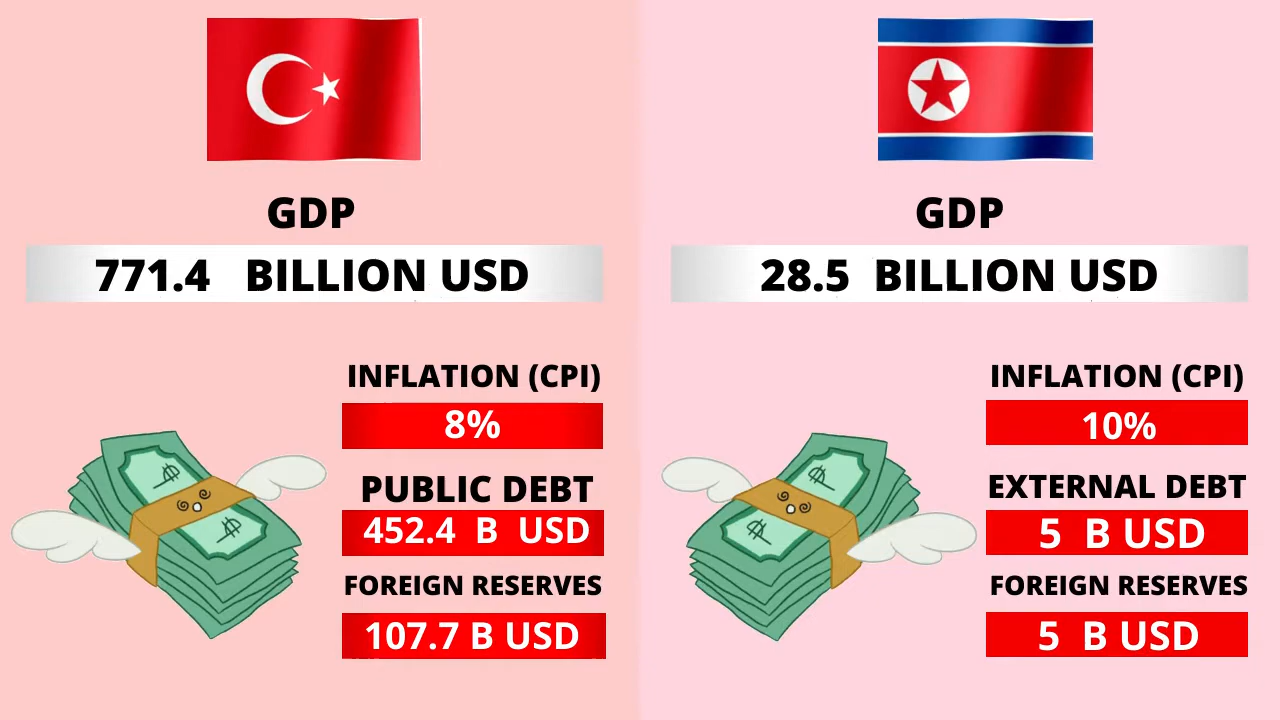 GDP
771.4 BILLION USD
INFLATION (CPI)
8%
PUBLIC DEBT
452.4 B USD
FOREIGN RESERVES
107.7 B USD
GDP
28.5 BILLION USD
INFLATION (CPI)
10%
EXTERNAL DEBT
5 B USD
FOREIGN RESERVES
5 B USD